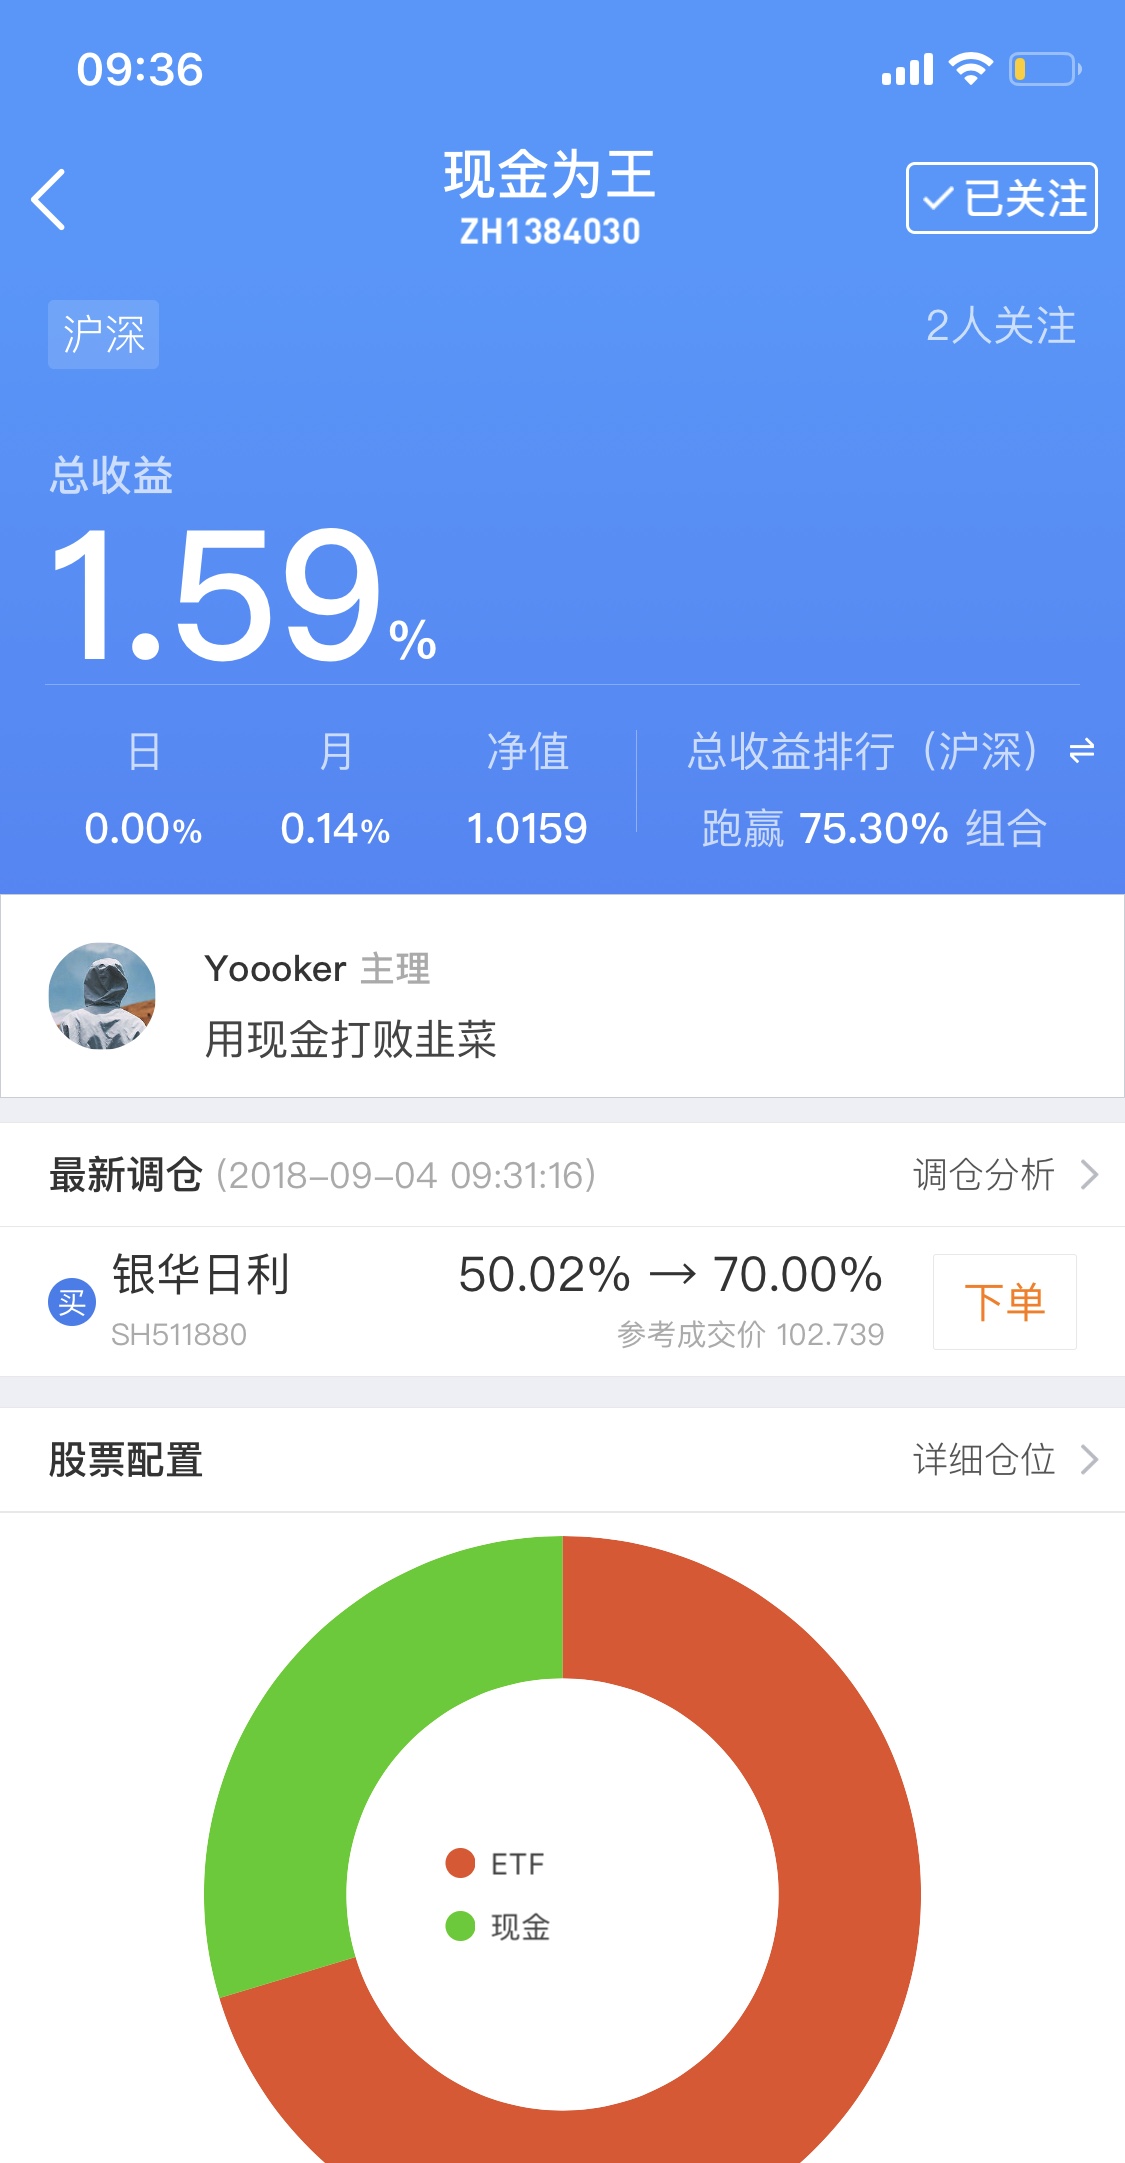 09:36
现金为王
ZH1384030
已关注
沪深
2人关注
总收益
1.59%
日 月 净值 总收益排行（沪深）
0.00% 0.14% 1.0159 跑赢 75.30% 组合
Yoooker 主理
用现金打败韭菜
最新调仓 (2018-09-04 09:31:16) 调仓分析
买 银华日利 50.02% → 70.00% 下单
SH511880 参考成交价 102.739
股票配置 详细仓位
ETF
现金